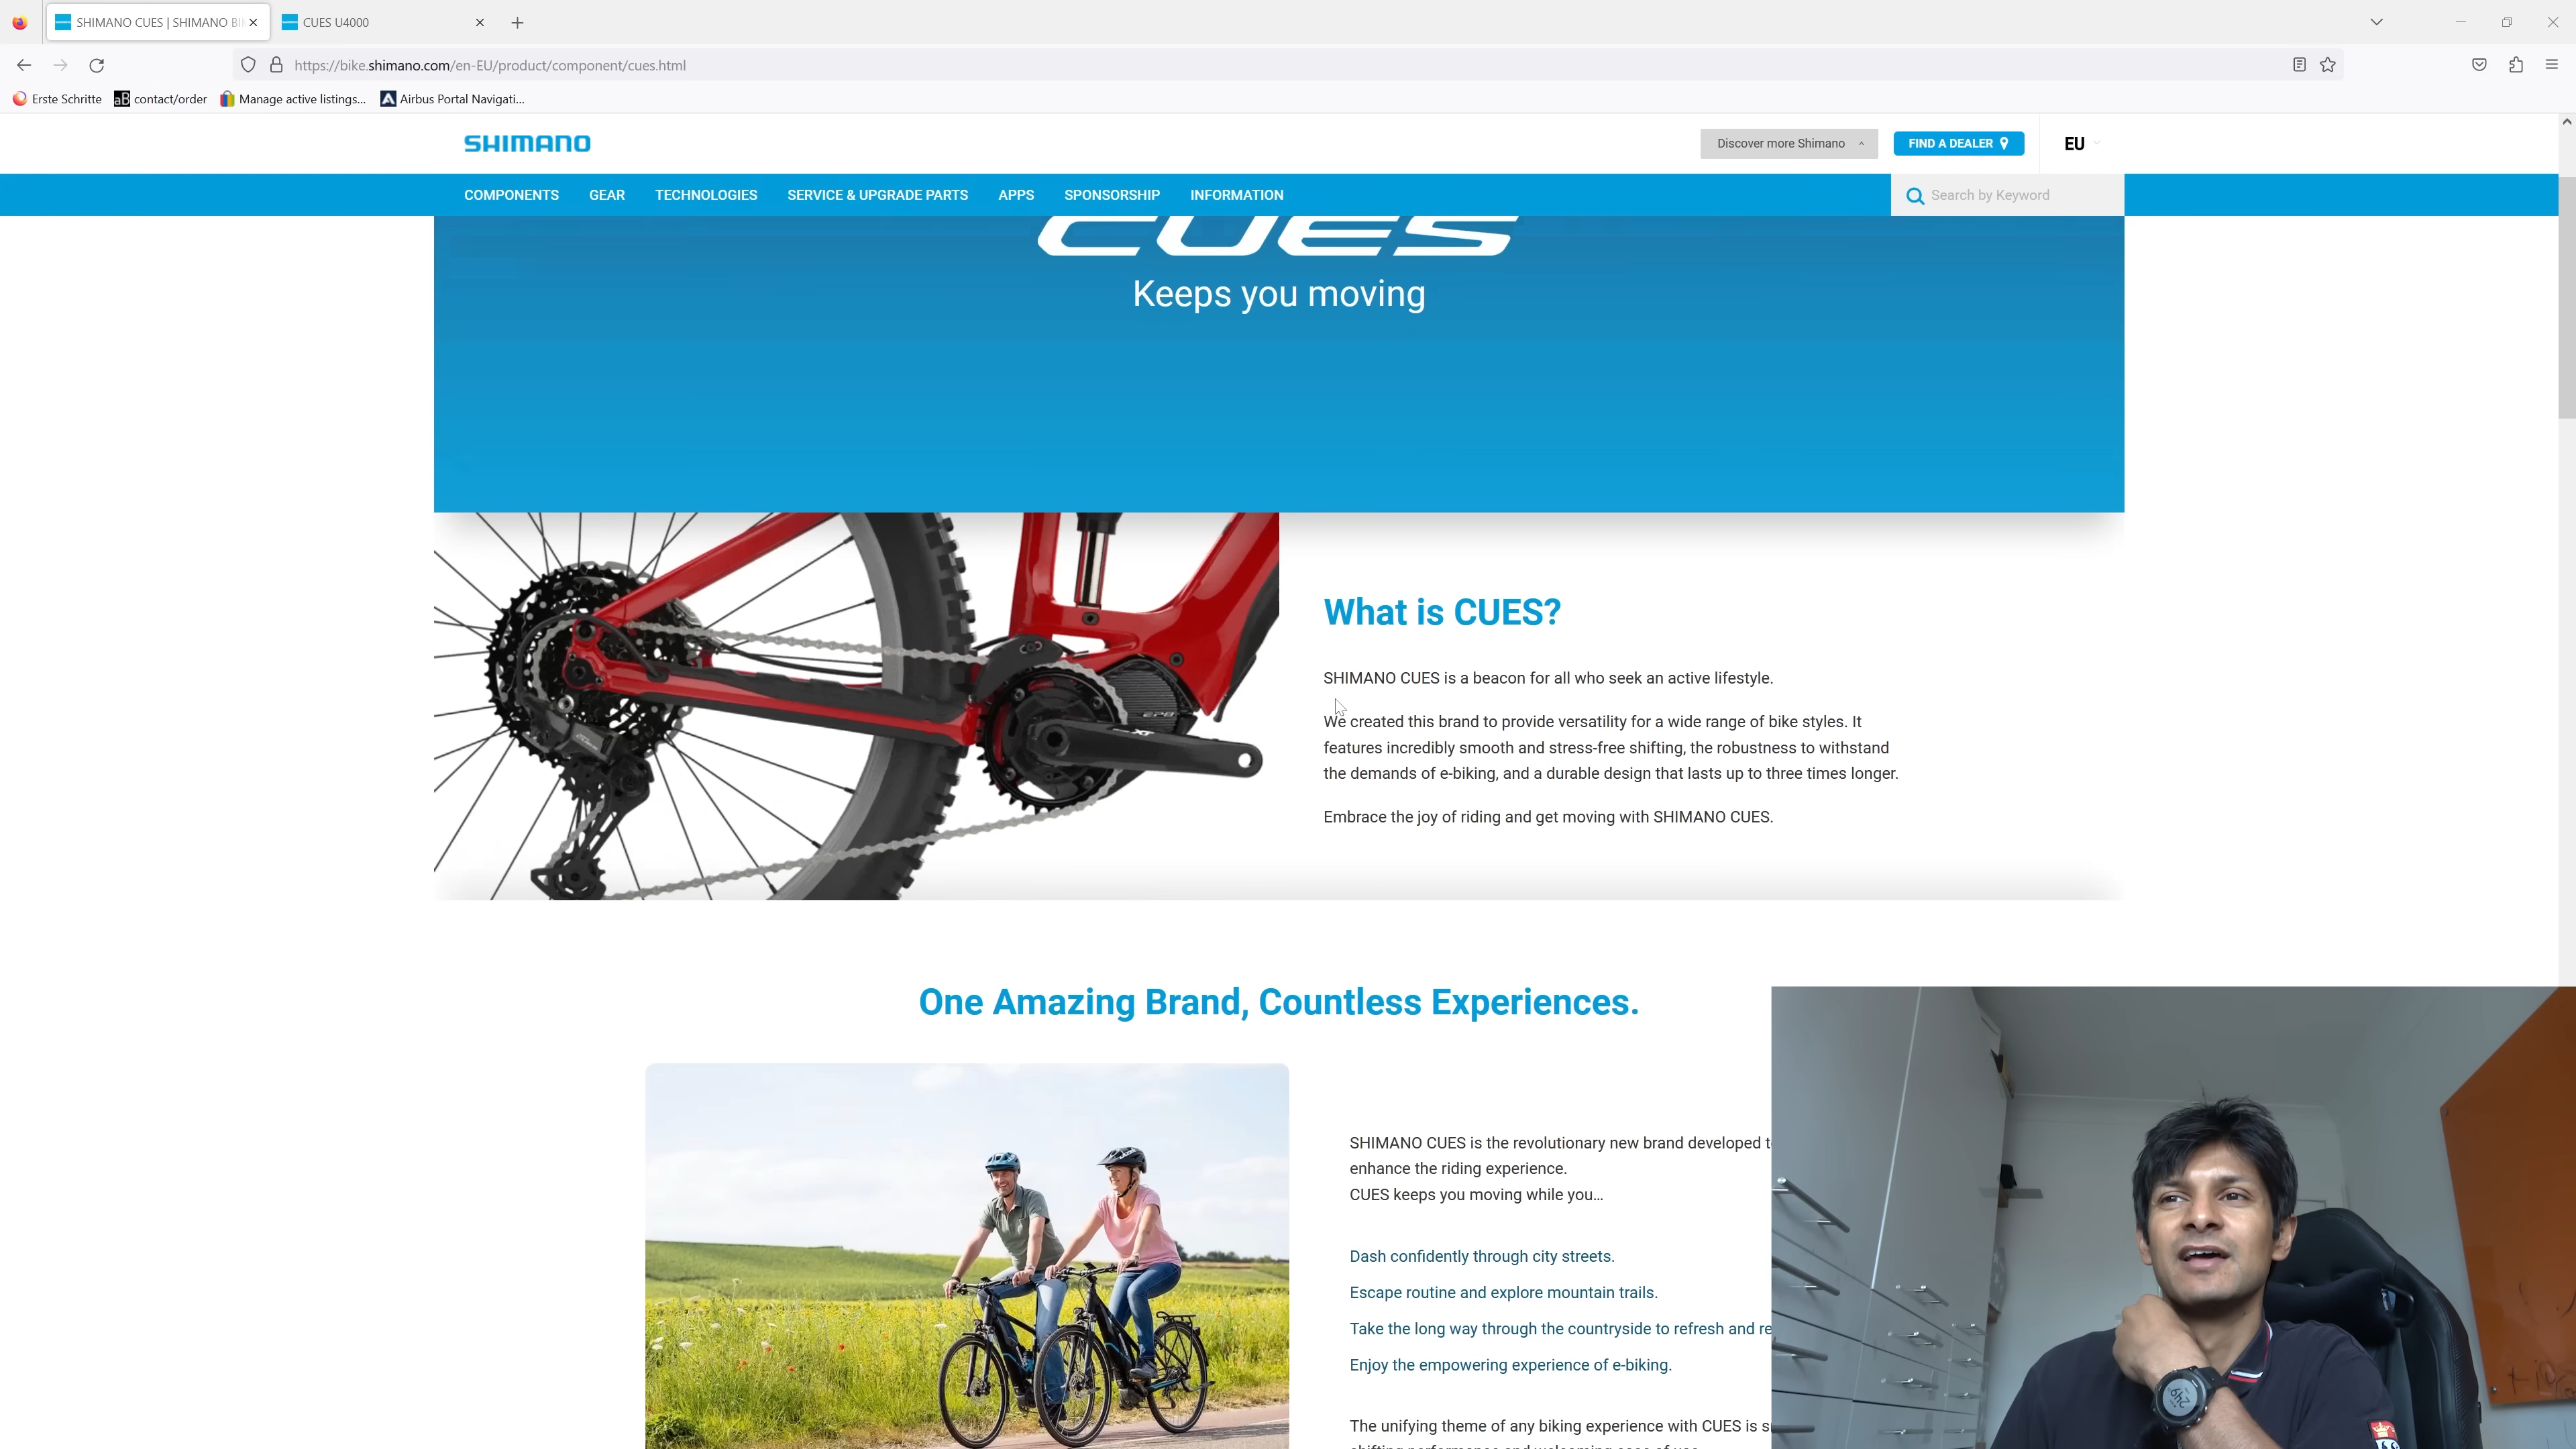 SHIMANO CUES | SHIMANO BI
CUES U4000
https://bike.shimano.com/en-EU/product/component/cues.html
Erste Schritte
aB contact/order
Manage active listings...
Airbus Portal Navigati...
SHIMANO
Discover more Shimano
FIND A DEALER
EU
COMPONENTS GEAR TECHNOLOGIES SERVICE & UPGRADE PARTS APPS SPONSORSHIP INFORMATION
Search by Keyword
CUES
Keeps you moving
What is CUES?
SHIMANO CUES is a beacon for all who seek an active lifestyle.
We created this brand to provide versatility for a wide range of bike styles. It
features incredibly smooth and stress-free shifting, the robustness to withstand
the demands of e-biking, and a durable design that lasts up to three times longer.
Embrace the joy of riding and get moving with SHIMANO CUES.
EP8
XT
One Amazing Brand, Countless Experiences.
SHIMANO CUES is the revolutionary new brand developed t
enhance the riding experience.
CUES keeps you moving while you...
Dash confidently through city streets.
Escape routine and explore mountain trails.
Take the long way through the countryside to refresh and re
Enjoy the empowering experience of e-biking.
The unifying theme of any biking experience with CUES is s